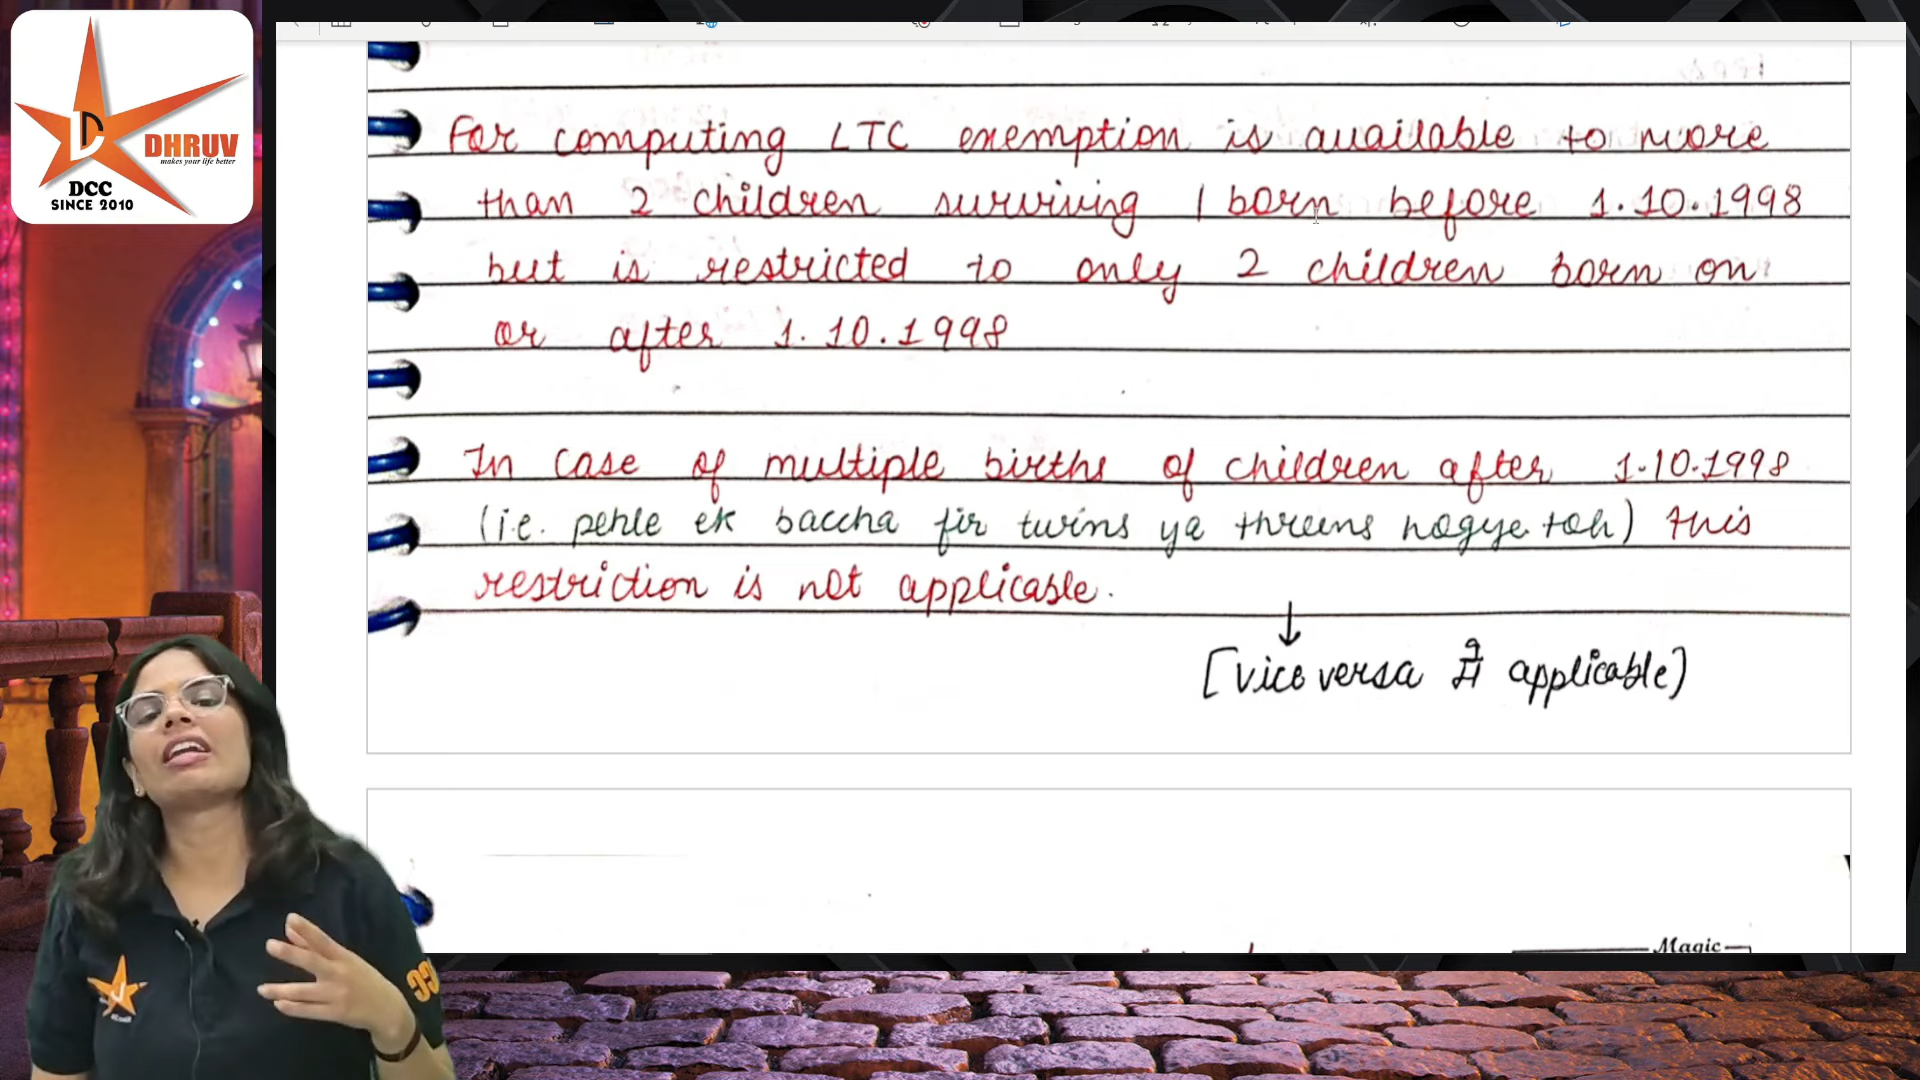 DHRUV
makes your life better
DCC
SINCE 2010
For computing LTC exemption is available to more
than 2 children surviving / born before 1.10.1998
but is restricted to only 2 children born on
or after 1.10.1998
In case of multiple births of children after 1.10.1998
(i.e. pehle ek baccha fir twins ya threens hogye toh) this
restriction is not applicable.
↓
[vice versa में applicable]
Magic